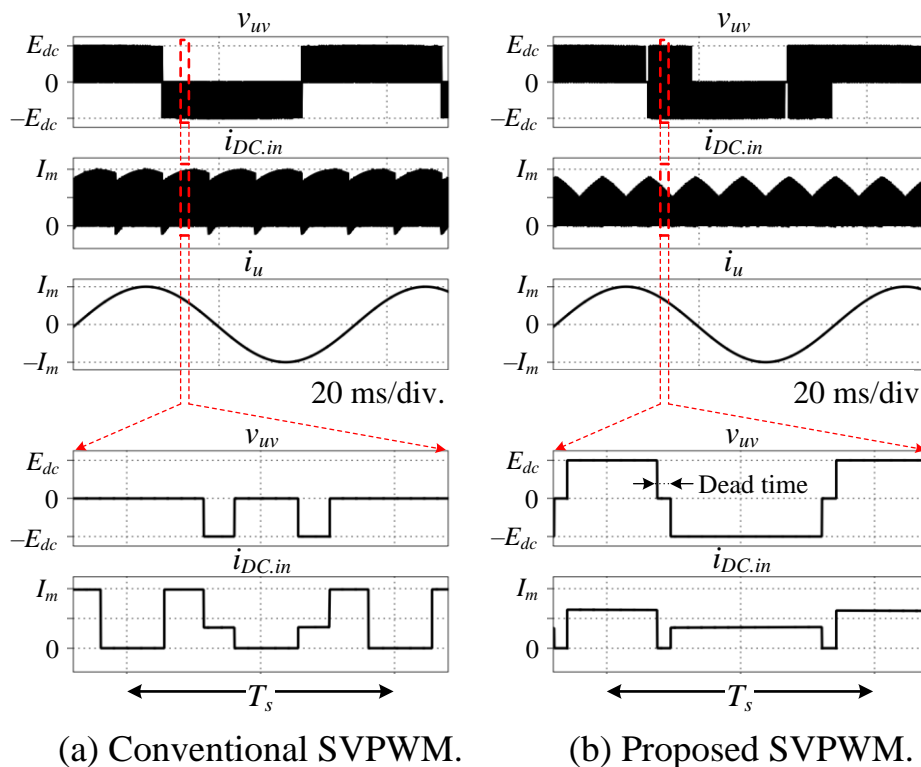 v_uv
E_dc
0
−E_dc
i_DC.in
I_m
0
i_u
I_m
0
−I_m
20 ms/div.
v_uv
E_dc
0
−E_dc
i_DC.in
I_m
0
T_s
(a) Conventional SVPWM.
v_uv
E_dc
0
−E_dc
i_DC.in
I_m
0
i_u
I_m
0
−I_m
20 ms/div
v_uv
E_dc
0
−E_dc
Dead time
i_DC.in
I_m
0
T_s
(b) Proposed SVPWM.